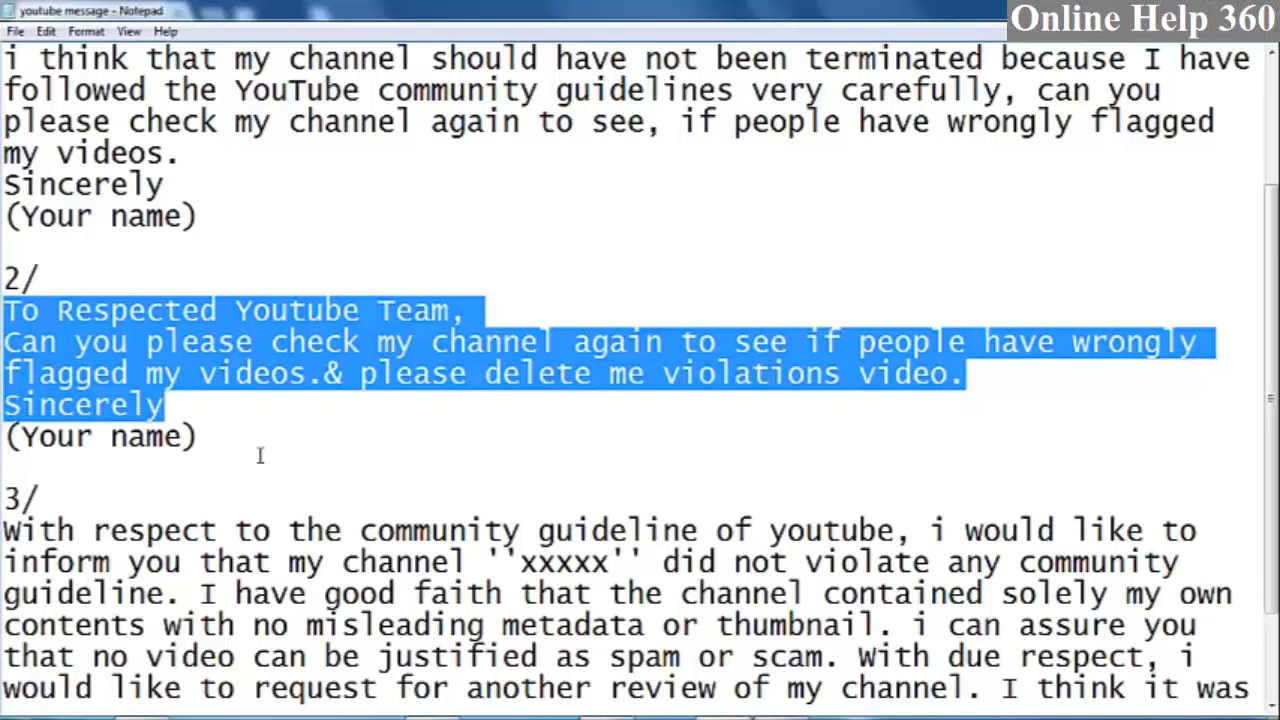 youtube message - Notepad
Online Help 360
File Edit Format View Help
i think that my channel should have not been terminated because I have
followed the YouTube community guidelines very carefully, can you
please check my channel again to see, if people have wrongly flagged
my videos.
Sincerely
(Your name)
2/
To Respected Youtube Team,
Can you please check my channel again to see if people have wrongly
flagged my videos.& please delete me violations video.
Sincerely
(Your name)
3/
With respect to the community guideline of youtube, i would like to
inform you that my channel ''xxxxx'' did not violate any community
guideline. I have good faith that the channel contained solely my own
contents with no misleading metadata or thumbnail. i can assure you
that no video can be justified as spam or scam. With due respect, i
would like to request for another review of my channel. I think it was